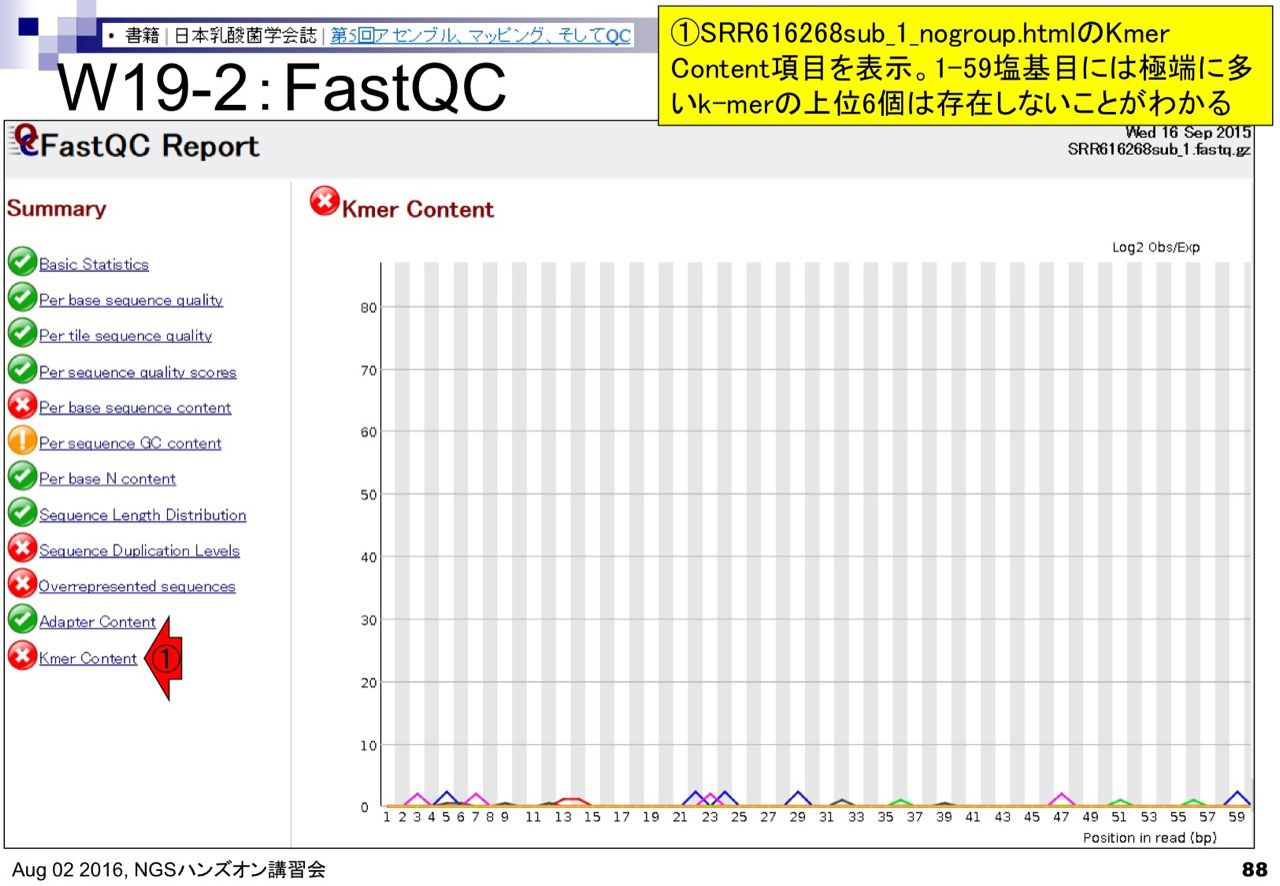 ・ 書籍 | 日本乳酸菌学会誌 | 第5回アセンブル、マッピング、そしてQC
W19-2：FastQC
①SRR616268sub_1_nogroup.htmlのKmer
Content項目を表示。1-59塩基目には極端に多
いk-merの上位6個は存在しないことがわかる
FastQC Report
Wed 16 Sep 2015
SRR616268sub_1.fastq.gz
Summary
Basic Statistics
Per base sequence quality
Per tile sequence quality
Per sequence quality scores
Per base sequence content
Per sequence GC content
Per base N content
Sequence Length Distribution
Sequence Duplication Levels
Overrepresented sequences
Adapter Content
Kmer Content
①
Kmer Content
Log2 Obs/Exp
80
70
60
50
40
30
20
10
0
1 2 3 4 5 6 7 8 9 11 13 15 17 19 21 23 25 27 29 31 33 35 37 39 41 43 45 47 49 51 53 55 57 59
Position in read (bp)
Aug 02 2016, NGSハンズオン講習会
88